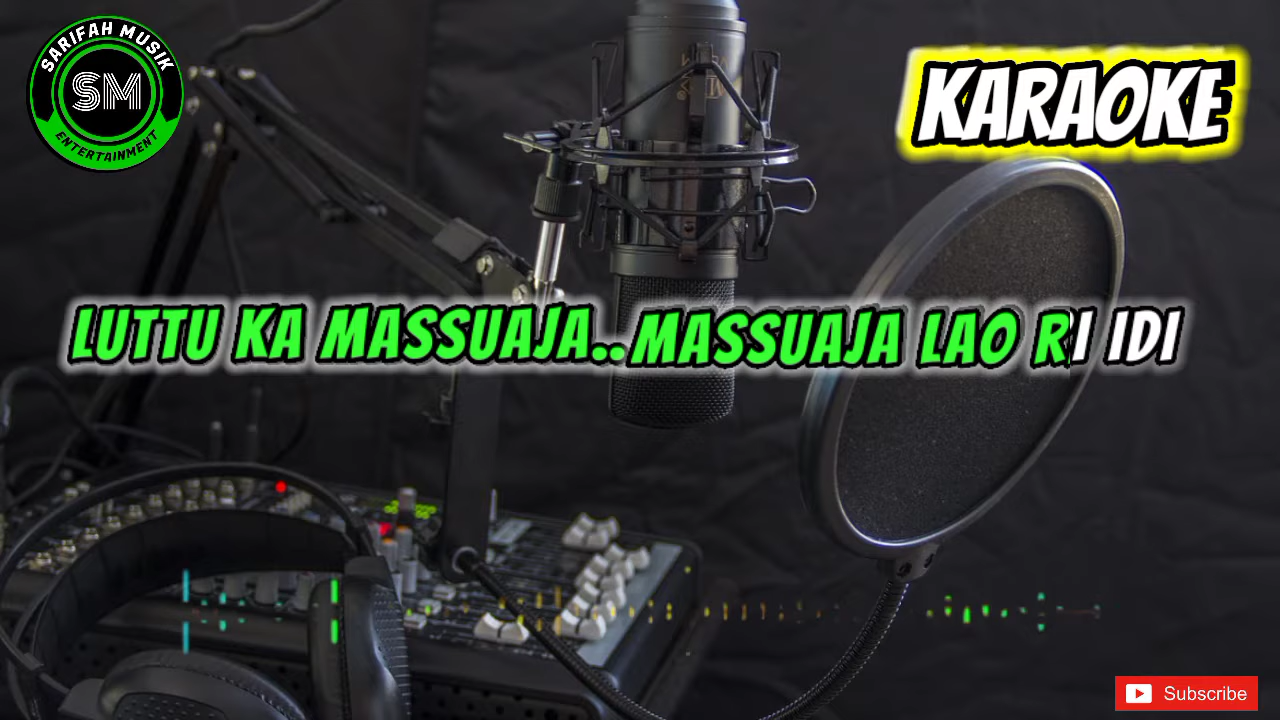 SARIFAH MUSIK
SM
ENTERTAINMENT
KARAOKE
LUTTU KA MASSUAJA..MASSUAJA LAO RI IDI
Subscribe